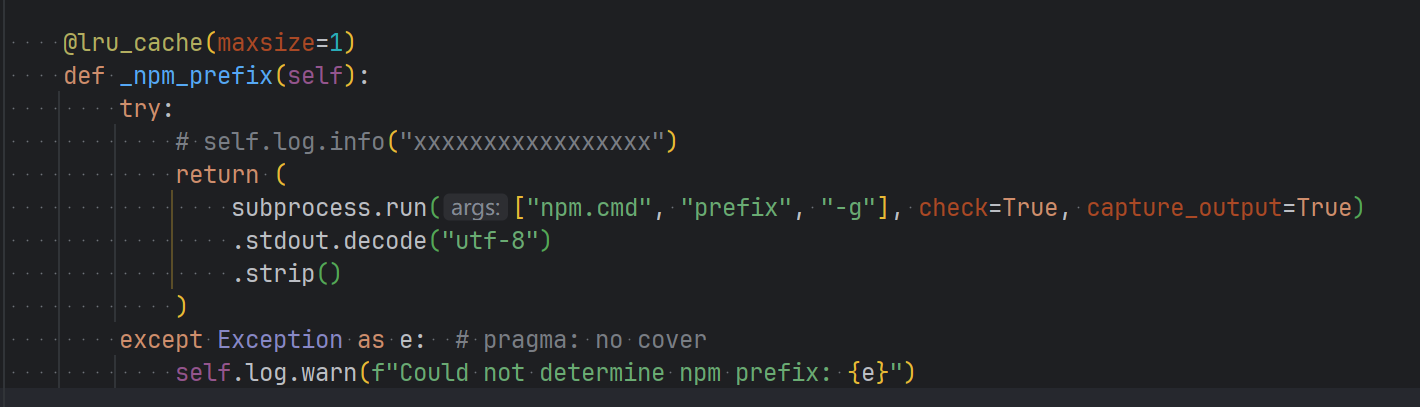 @lru_cache(maxsize=1)
def _npm_prefix(self):
try:
# self.log.info("xxxxxxxxxxxxxxxxx")
return (
subprocess.run( args: ["npm.cmd", "prefix", "-g"], check=True, capture_output=True)
.stdout.decode("utf-8")
.strip()
)
except Exception as e:  # pragma: no cover
self.log.warn(f"Could not determine npm prefix: {e}")